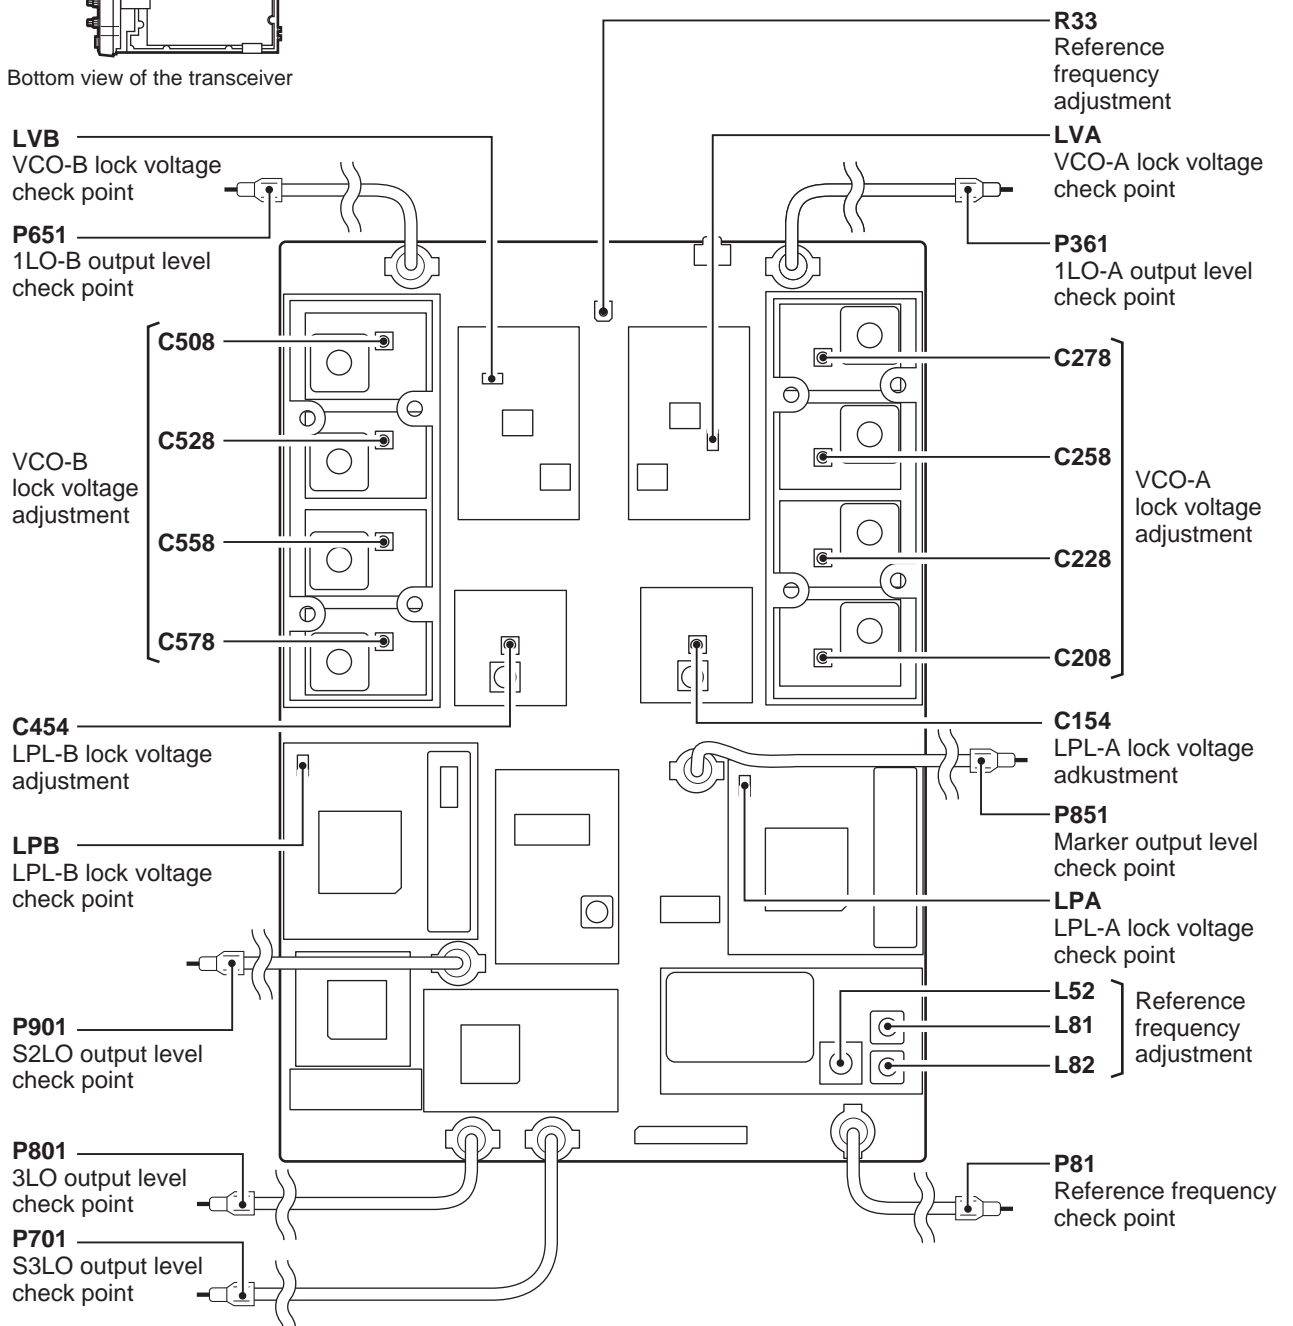 Bottom view of the transceiver
LVB
VCO-B lock voltage
check point
P651
1LO-B output level
check point
C508
C528
VCO-B
lock voltage
adjustment
C558
C578
C454
LPL-B lock voltage
adjustment
LPB
LPL-B lock voltage
check point
P901
S2LO output level
check point
P801
3LO output level
check point
P701
S3LO output level
check point
R33
Reference
frequency
adjustment
LVA
VCO-A lock voltage
check point
P361
1LO-A output level
check point
C278
C258
VCO-A
lock voltage
adjustment
C228
C208
C154
LPL-A lock voltage
adkustment
P851
Marker output level
check point
LPA
LPL-A lock voltage
check point
L52
L81
L82
Reference
frequency
adjustment
P81
Reference frequency
check point